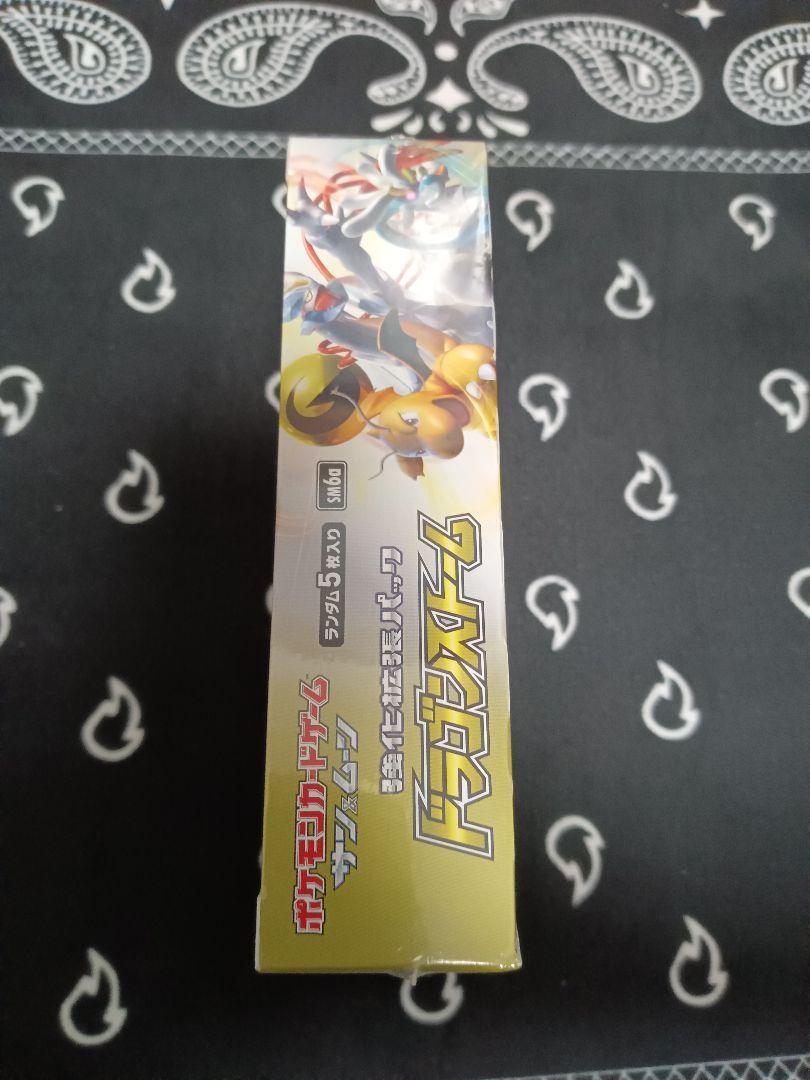 ポケモンカードゲーム
サン&ムーン
ランダム5枚入り
SM6a
強化拡張パック
ドラゴンストーム